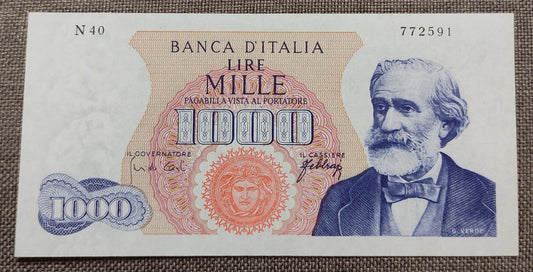 N 40
772591
BANCA D'ITALIA
LIRE
MILLE
PAGABILI A VISTA AL PORTATORE
1000
IL GOVERNATORE
IL CASSIERE
1000
G. VERDI